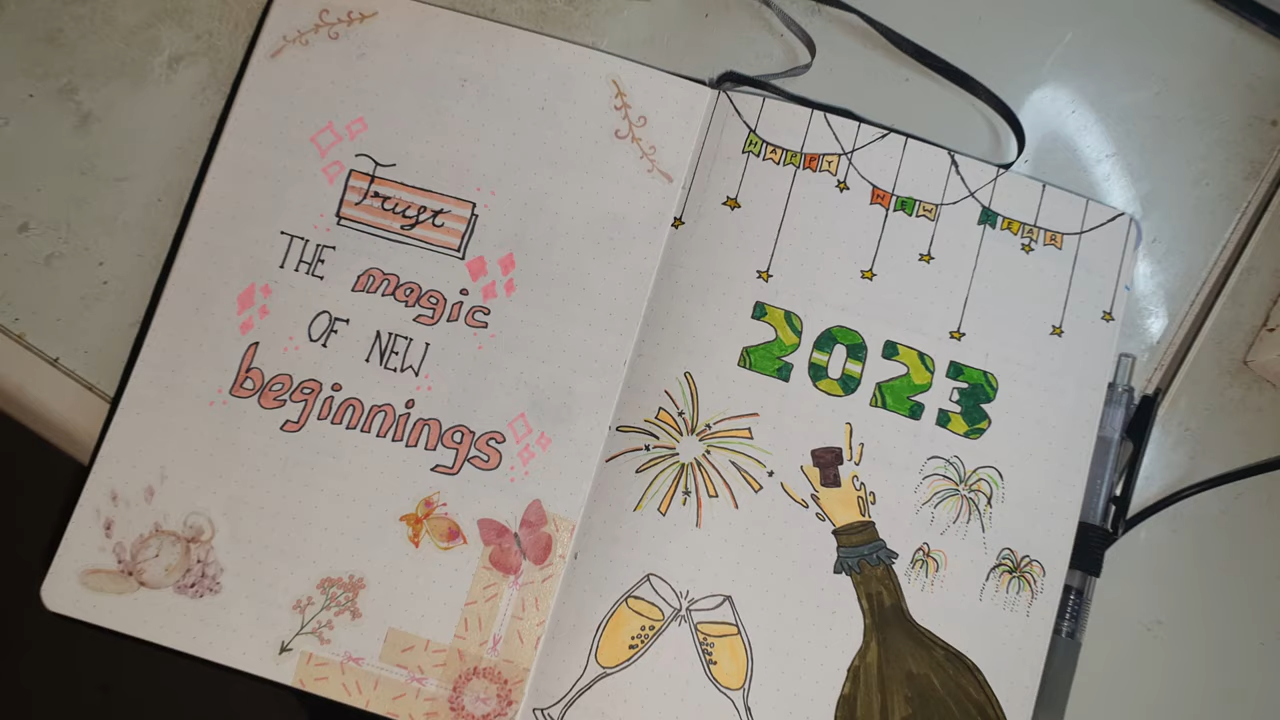 Trust
THE magic
OF NEW
beginnings
HAPPY
NEW
YEAR
2023